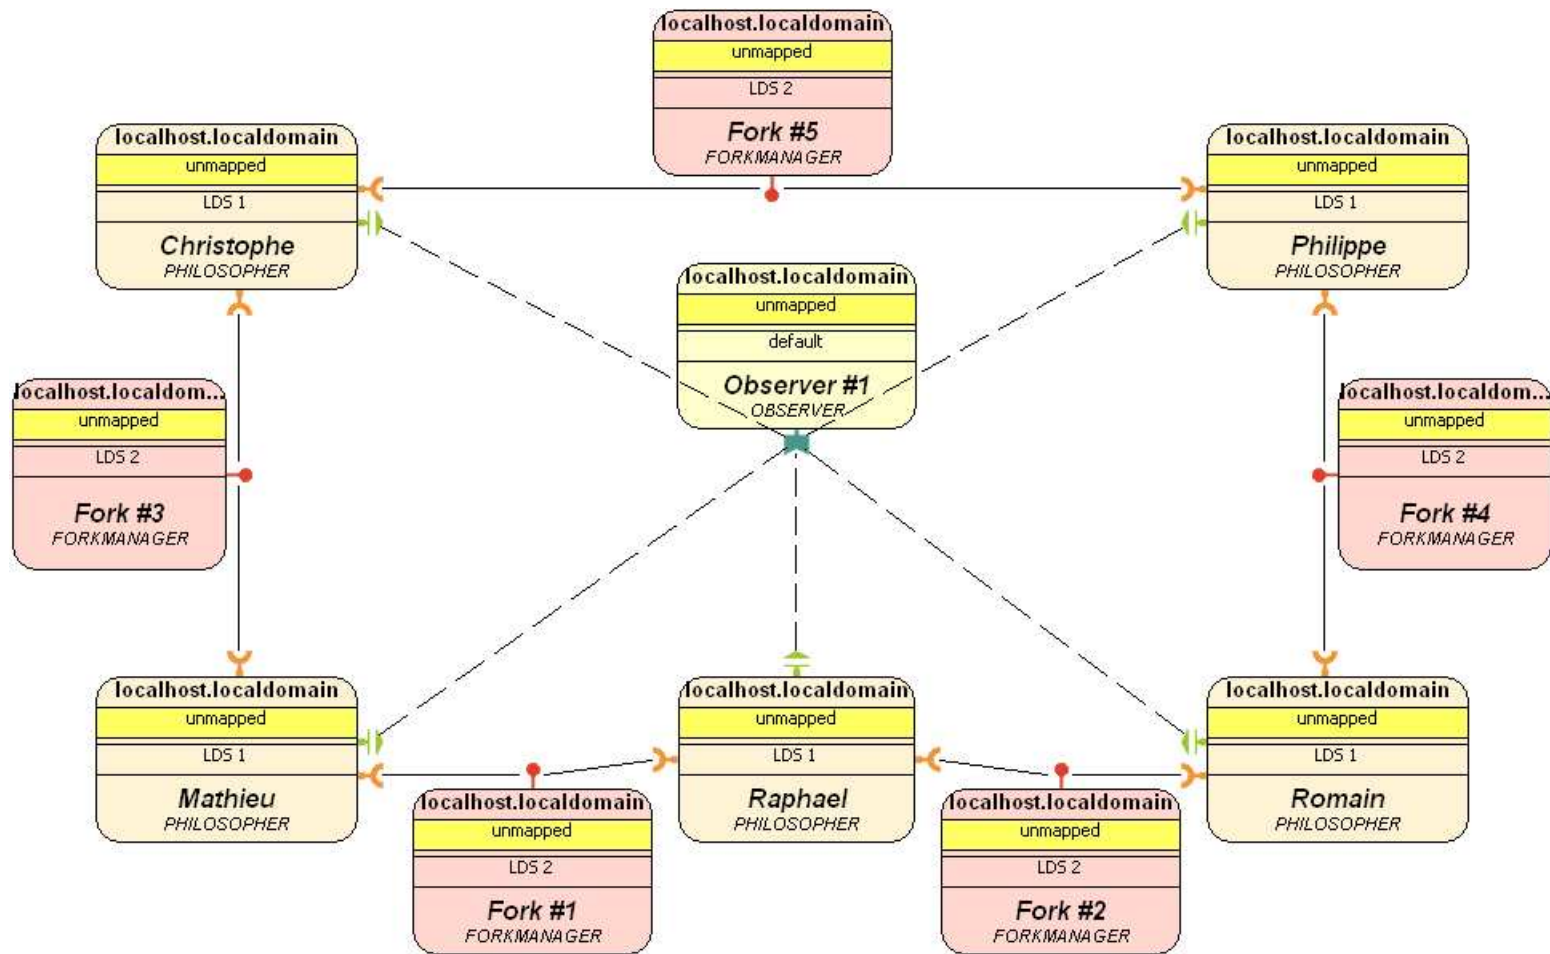 localhost.localdomain
unmapped
LDS 2
Fork #5
FORKMANAGER
localhost.localdomain
unmapped
LDS 1
Christophe
PHILOSOPHER
localhost.localdomain
unmapped
LDS 1
Philippe
PHILOSOPHER
localhost.localdomain
unmapped
default
Observer #1
OBSERVER
localhost.localdom...
unmapped
LDS 2
Fork #3
FORKMANAGER
localhost.localdom...
unmapped
LDS 2
Fork #4
FORKMANAGER
localhost.localdomain
unmapped
LDS 1
Mathieu
PHILOSOPHER
localhost.localdomain
unmapped
LDS 1
Raphael
PHILOSOPHER
localhost.localdomain
unmapped
LDS 1
Romain
PHILOSOPHER
localhost.localdomain
unmapped
LDS 2
Fork #1
FORKMANAGER
localhost.localdomain
unmapped
LDS 2
Fork #2
FORKMANAGER